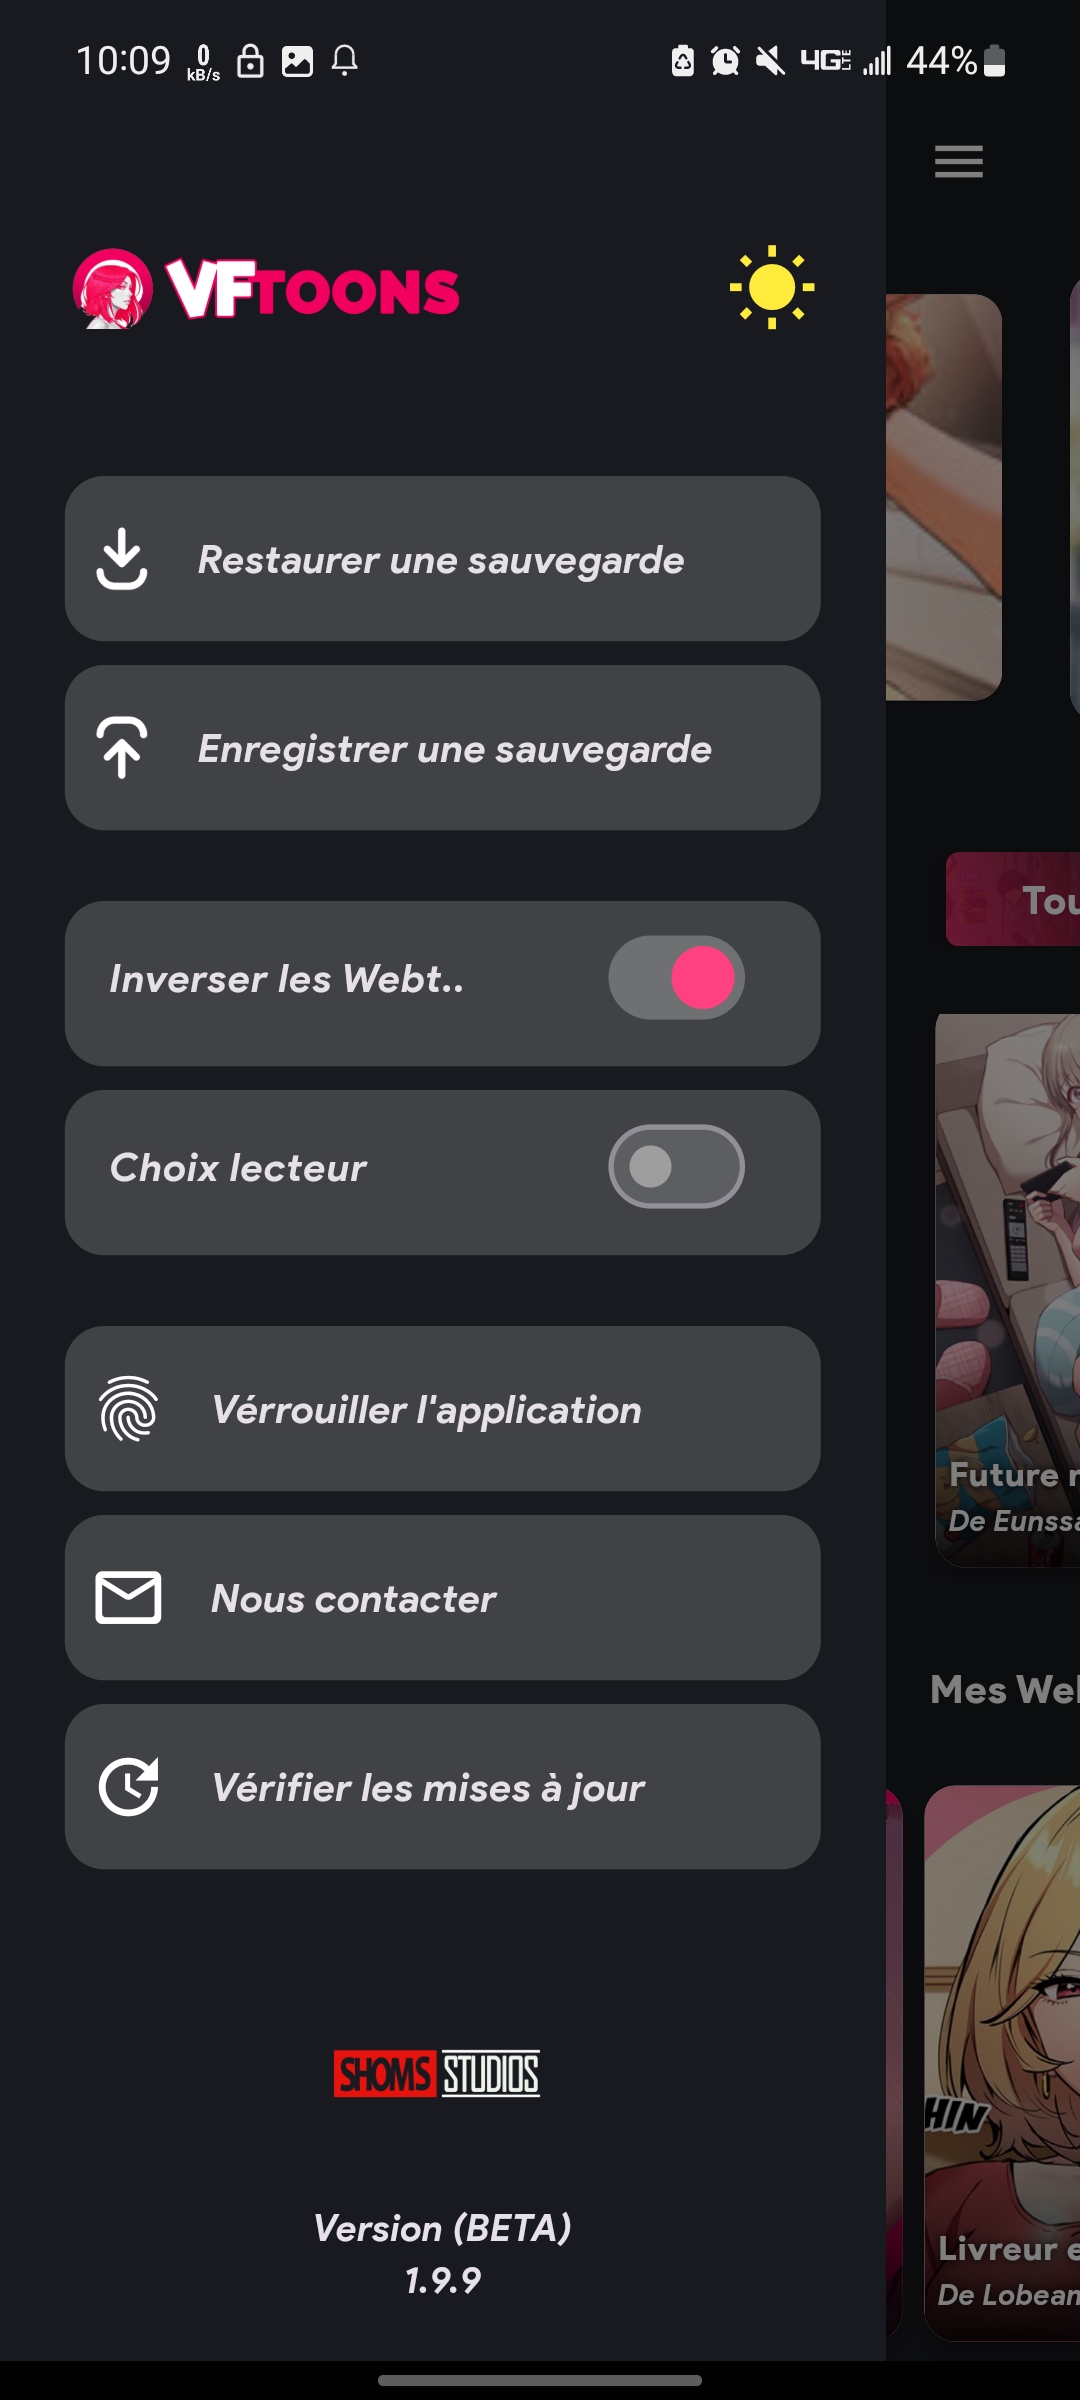 10:09
0
kB/s
4G LTE
44%
VFTOONS
Restaurer une sauvegarde
Enregistrer une sauvegarde
Inverser les Webt..
Choix lecteur
Tou
Vérrouiller l'application
Future r
De Eunssa
Nous contacter
Mes Wel
Vérifier les mises à jour
SHOMS STUDIOS
HIN
Version (BETA)
1.9.9
Livreur e
De Lobean